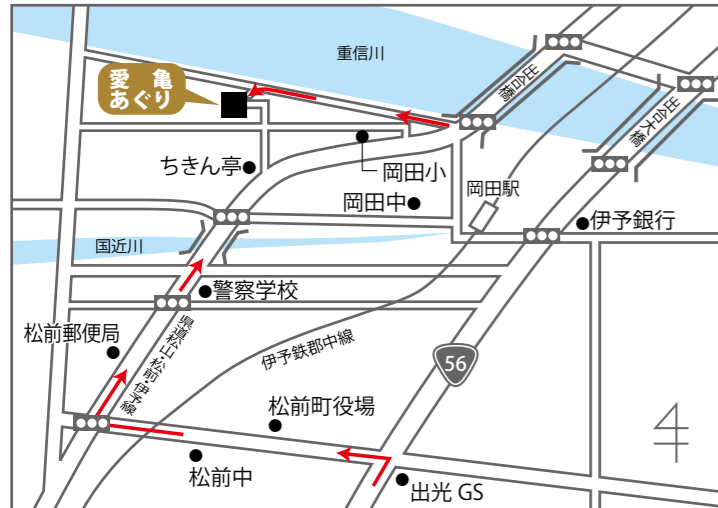 重信川
愛 亀
あぐり
出合橋
出合大橋
岡田小
ちきん亭
岡田駅
岡田中
伊予銀行
国近川
警察学校
松前郵便局
県道松山・松前・伊予線
伊予鉄郡中線
56
松前町役場
松前中
出光 GS